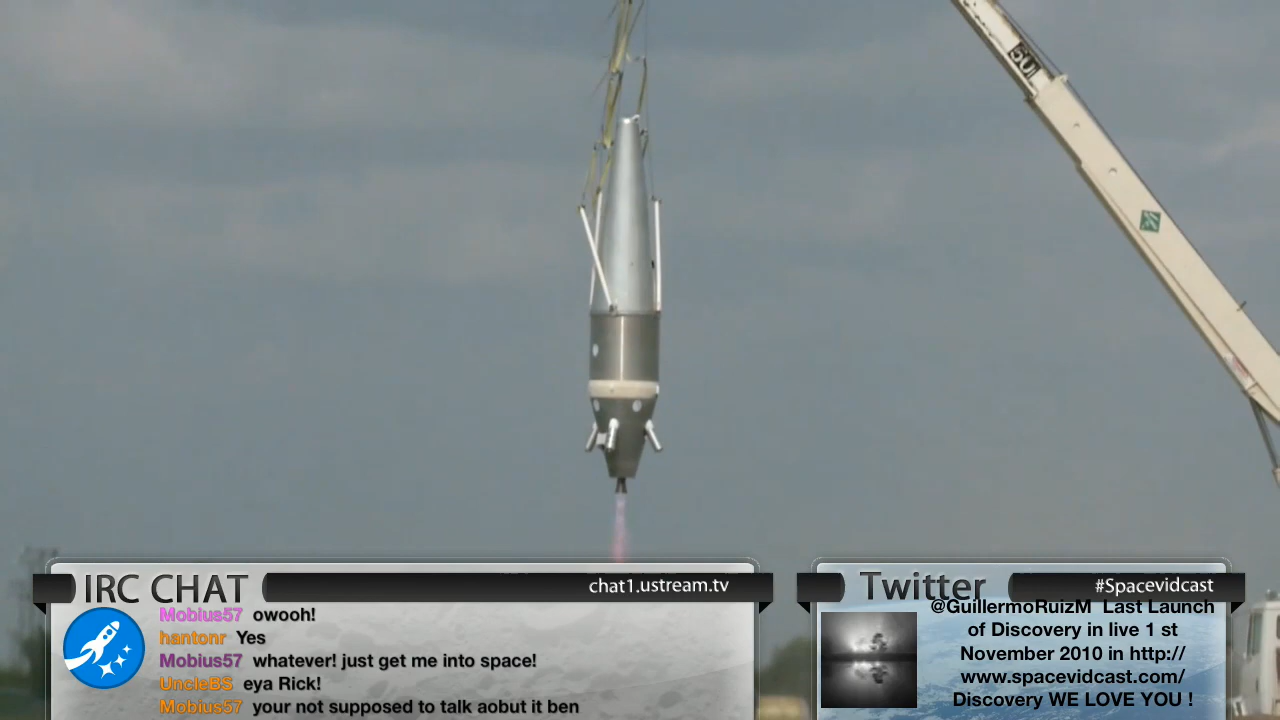 50
IRC CHAT
chat1.ustream.tv
Mobius57 owooh!
hantonr Yes
Mobius57 whatever! just get me into space!
UncleBS eya Rick!
Mobius57 your not supposed to talk aobut it ben
Twitter
#Spacevidcast
@GuillermoRuizM Last Launch
of Discovery in live 1 st
November 2010 in http://
www.spacevidcast.com/
Discovery WE LOVE YOU !